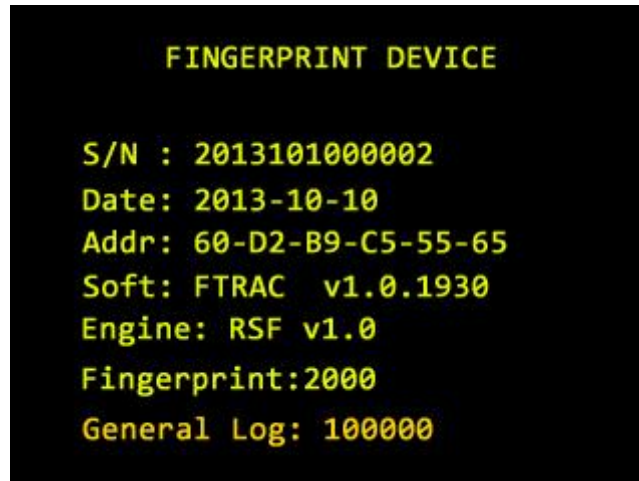 FINGERPRINT DEVICE
S/N : 2013101000002
Date: 2013-10-10
Addr: 60-D2-B9-C5-55-65
Soft: FTRAC v1.0.1930
Engine: RSF v1.0
Fingerprint:2000
General Log: 100000